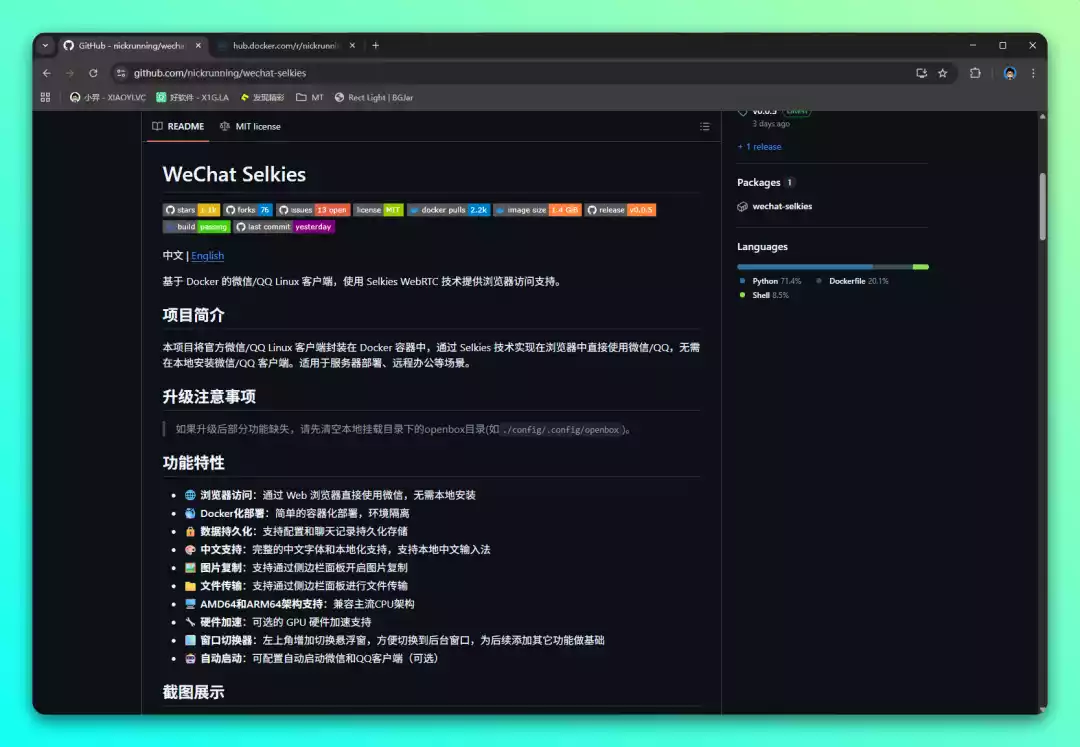 GitHub - nickrunning/wecha
hub.docker.com/r/nickrunni
github.com/nickrunning/wechat-selkies
小羿 - XIAOYI.VC
好软件 - X1G.LA
发现精彩
MT
Rect Light | BGJar
README
MIT license
v0.0.5 Latest
3 days ago
+ 1 release
WeChat Selkies
stars 1.1k
forks 76
issues 13 open
license MIT
docker pulls 2.2k
image size 1.4 GiB
release v0.0.5
build passing
last commit yesterday
中文 | English
基于 Docker 的微信/QQ Linux 客户端，使用 Selkies WebRTC 技术提供浏览器访问支持。
项目简介
本项目将官方微信/QQ Linux 客户端封装在 Docker 容器中，通过 Selkies 技术实现在浏览器中直接使用微信/QQ，无需
在本地安装微信/QQ 客户端。适用于服务器部署、远程办公等场景。
升级注意事项
如果升级后部分功能缺失，请先清空本地挂载目录下的openbox目录(如 ./config/.config/openbox )。
功能特性
浏览器访问：通过 Web 浏览器直接使用微信，无需本地安装
Docker化部署：简单的容器化部署，环境隔离
数据持久化：支持配置和聊天记录持久化存储
中文支持：完整的中文字体和本地化支持，支持本地中文输入法
图片复制：支持通过侧边栏面板开启图片复制
文件传输：支持通过侧边栏面板进行文件传输
AMD64和ARM64架构支持：兼容主流CPU架构
硬件加速：可选的 GPU 硬件加速支持
窗口切换器：左上角增加切换悬浮窗，方便切换到后台窗口，为后续添加其它功能做基础
自动启动：可配置自动启动微信和QQ客户端（可选）
截图展示
Packages 1
wechat-selkies
Languages
Python 71.4%
Dockerfile 20.1%
Shell 8.5%